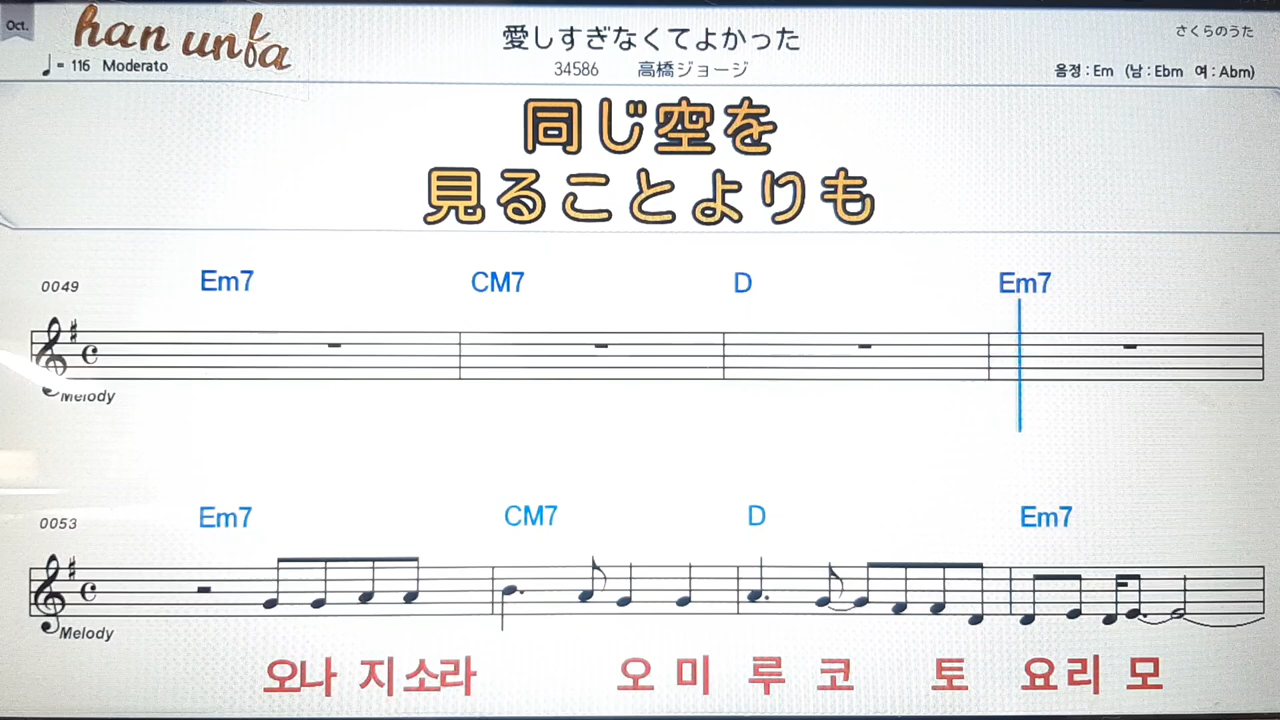 Oct.
han unfa
愛しすぎなくてよかった
さくらのうた
♩= 116 Moderato
34586 高橋ジョージ
음정 : Em (남 : Ebm 여 : Abm)
同じ空を
見ることよりも
Em7 CM7 D Em7
0049
Melody
Em7 CM7 D Em7
0053
Melody
오나 지소라 오 미 루 코 토 요리 모